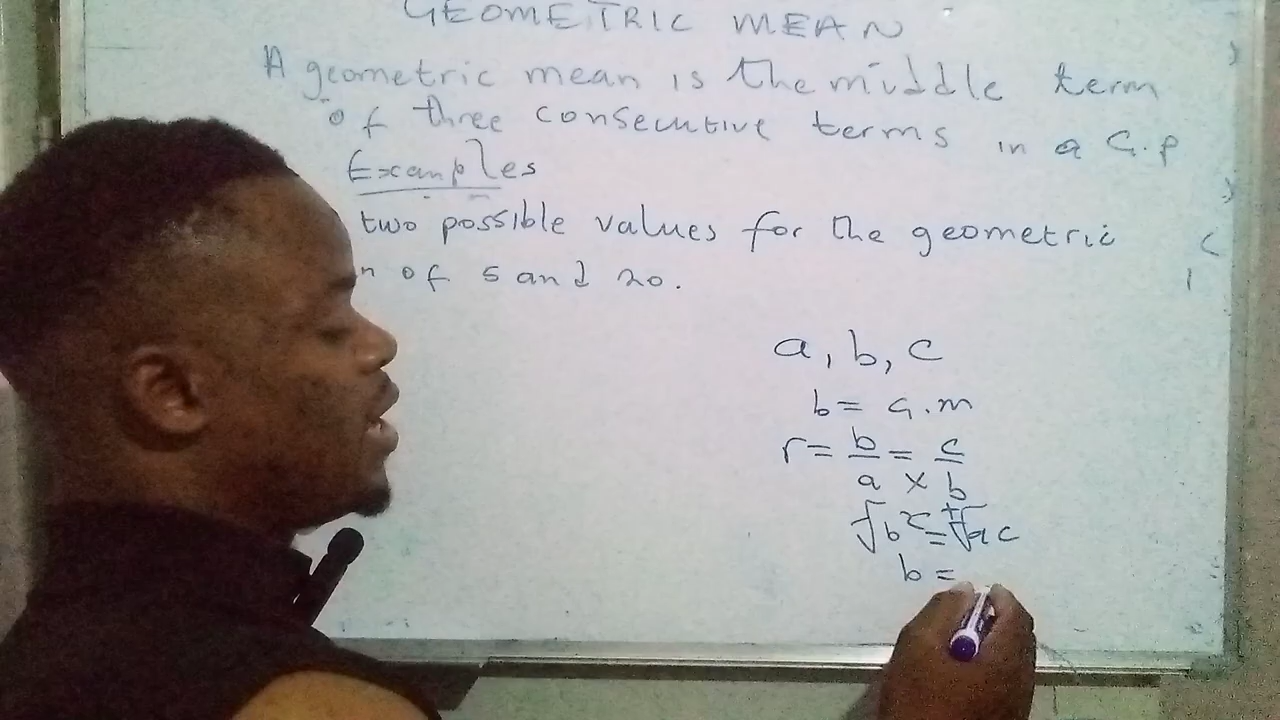 GEOMETRIC MEAN
A geometric mean is the middle term
of three consecutive terms in a G.P
Examples
two possible values for the geometric
n of 5 and 20.
a, b, c
b = G.m
r = b/a = c/b
×
√b² = ±√ac
b =